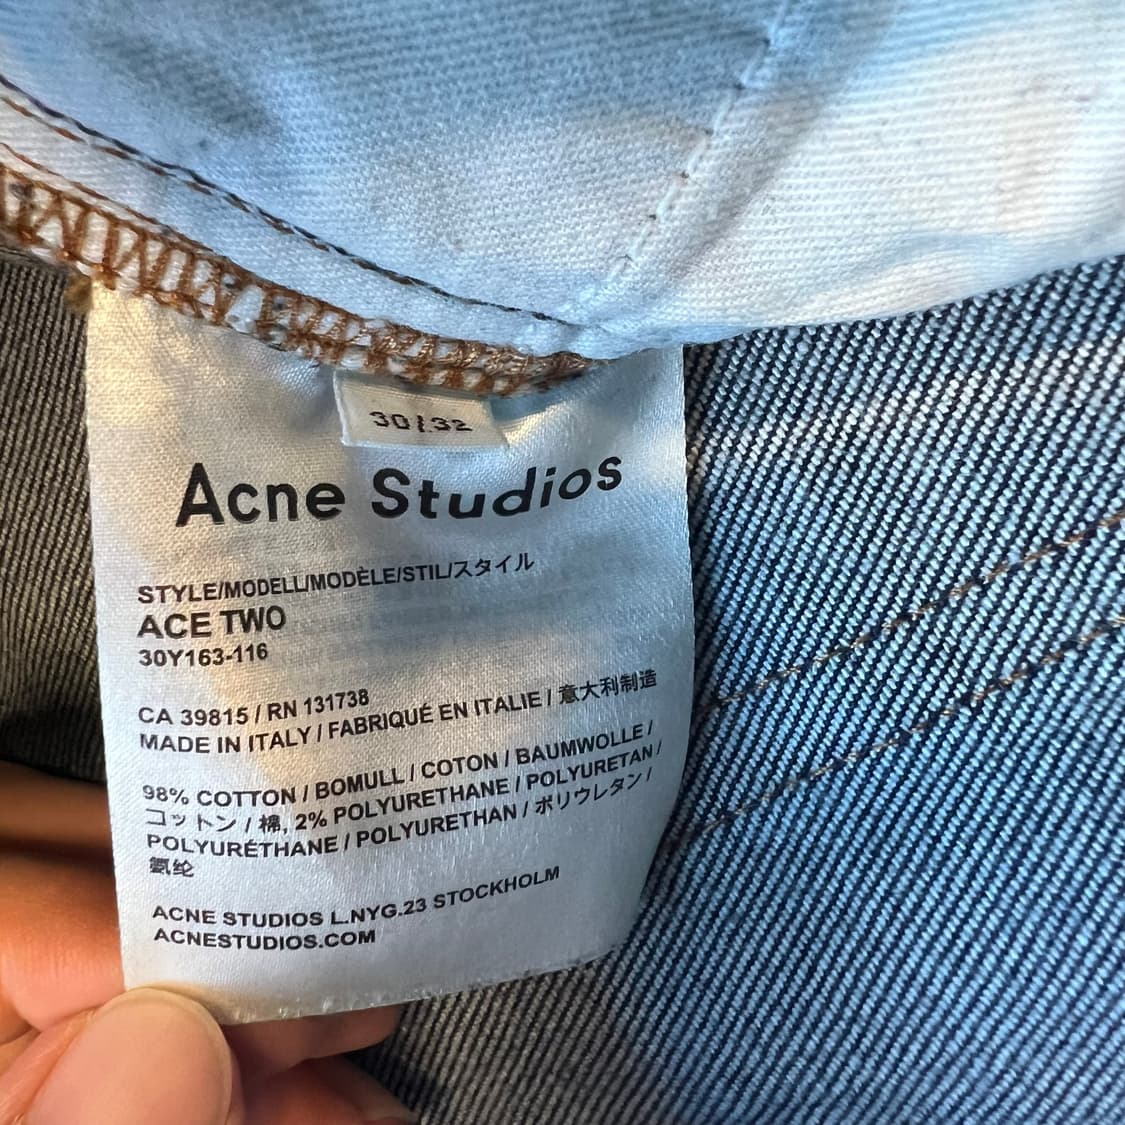 30/32
Acne Studios
STYLE/MODELL/MODÈLE/STIL/スタイル
ACE TWO
30Y163-116
CA 39815 / RN 131738
MADE IN ITALY / FABRIQUÉ EN ITALIE / 意大利制造
98% COTTON / BOMULL / COTON / BAUMWOLLE /
コットン / 棉, 2% POLYURETHANE / POLYURETAN /
POLYURÉTHANE / POLYURETHAN / ポリウレタン /
氨纶
ACNE STUDIOS L.NYG.23 STOCKHOLM
ACNESTUDIOS.COM